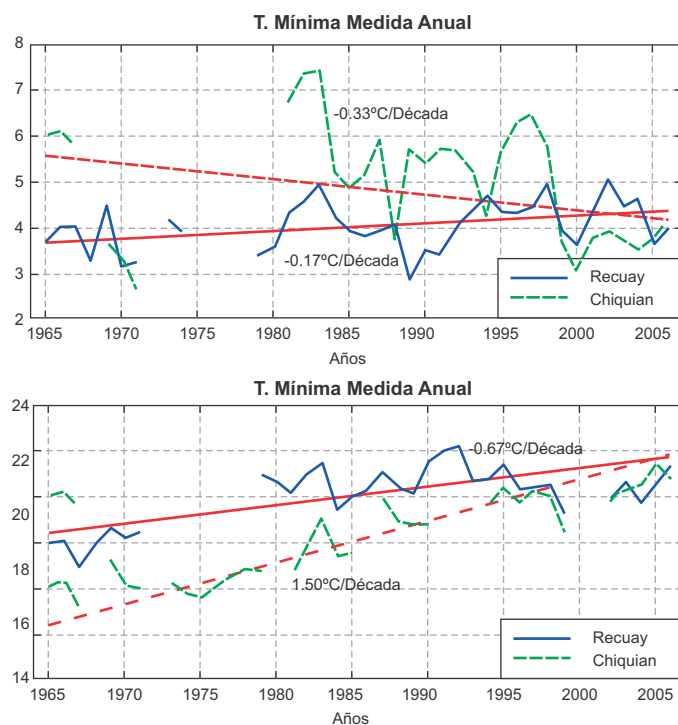 T. Mínima Medida Anual
8
7
6
5
4
3
2
-0.33ºC/Década
-0.17ºC/Década
Recuay
Chiquian
1965 1970 1975 1980 1985 1990 1995 2000 2005
Años
T. Mínima Medida Anual
24
22
20
18
16
14
-0.67ºC/Década
1.50ºC/Década
Recuay
Chiquian
1965 1970 1975 1980 1985 1990 1995 2000 2005
Años